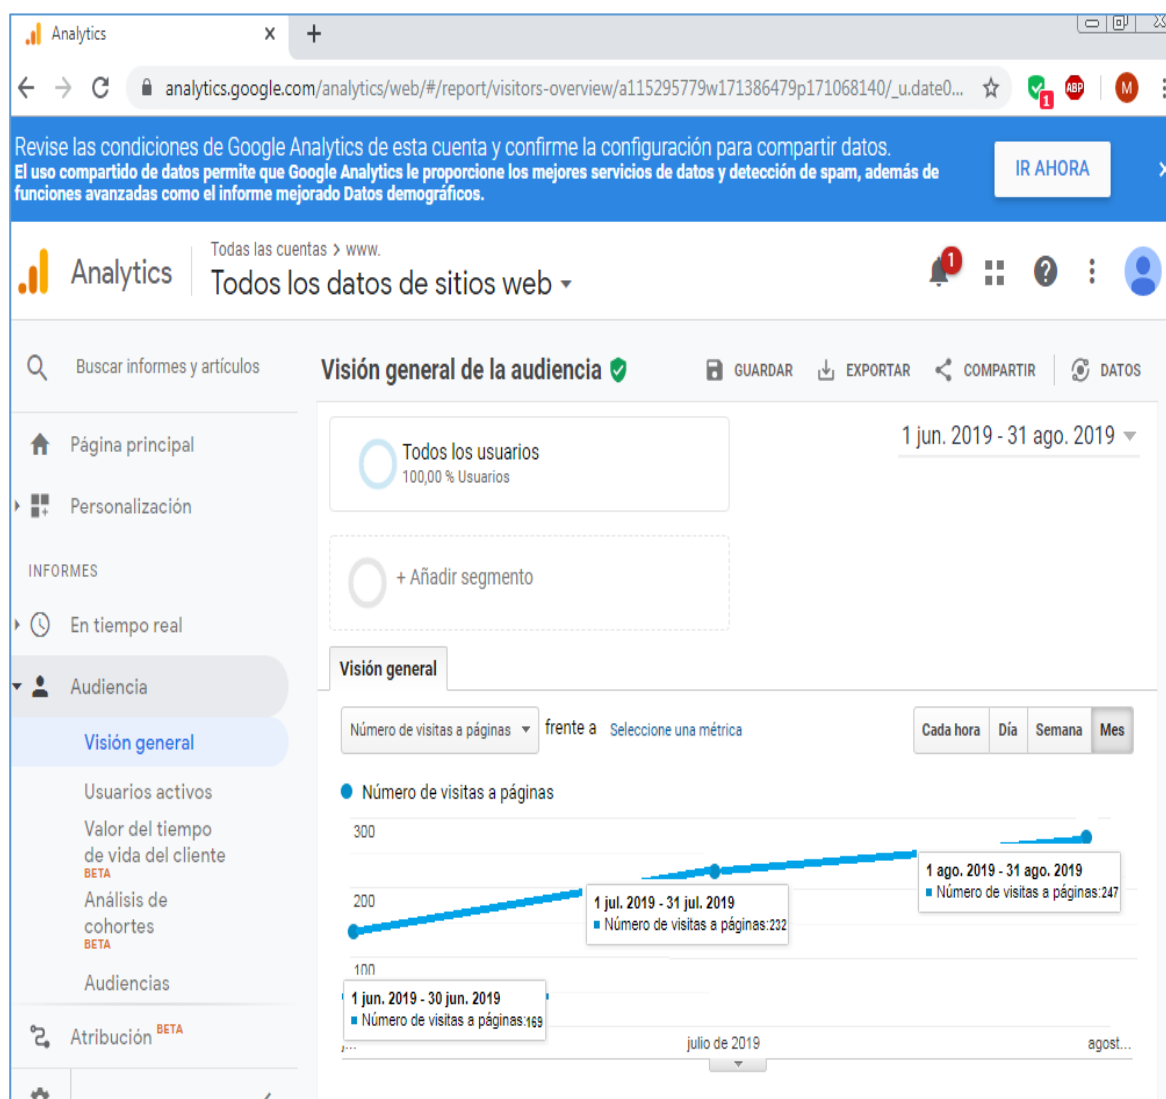 Analytics
analytics.google.com/analytics/web/#/report/visitors-overview/a115295779w171386479p171068140/_u.date0...
1
ABP
M
Revise las condiciones de Google Analytics de esta cuenta y confirme la configuración para compartir datos.
El uso compartido de datos permite que Google Analytics le proporcione los mejores servicios de datos y detección de spam, además de
funciones avanzadas como el informe mejorado Datos demográficos.
IR AHORA
Analytics
Todas las cuentas > www.
Todos los datos de sitios web
1
Buscar informes y artículos
Visión general de la audiencia
GUARDAR
EXPORTAR
COMPARTIR
DATOS
Página principal
Personalización
INFORMES
En tiempo real
Audiencia
Visión general
Usuarios activos
Valor del tiempo
de vida del cliente
BETA
Análisis de
cohortes
BETA
Audiencias
Atribución BETA
Todos los usuarios
100,00 % Usuarios
1 jun. 2019 - 31 ago. 2019
+ Añadir segmento
Visión general
Número de visitas a páginas
frente a
Seleccione una métrica
Cada hora
Día
Semana
Mes
Número de visitas a páginas
300
200
100
1 ago. 2019 - 31 ago. 2019
Número de visitas a páginas:247
1 jul. 2019 - 31 jul. 2019
Número de visitas a páginas:232
1 jun. 2019 - 30 jun. 2019
Número de visitas a páginas:169
j...
julio de 2019
agost...